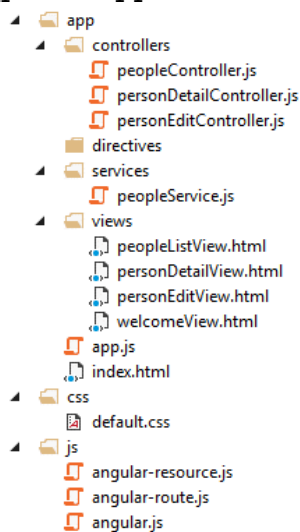 app
controllers
peopleController.js
personDetailController.js
personEditController.js
directives
services
peopleService.js
views
peopleListView.html
personDetailView.html
personEditView.html
welcomeView.html
app.js
index.html
css
default.css
js
angular-resource.js
angular-route.js
angular.js